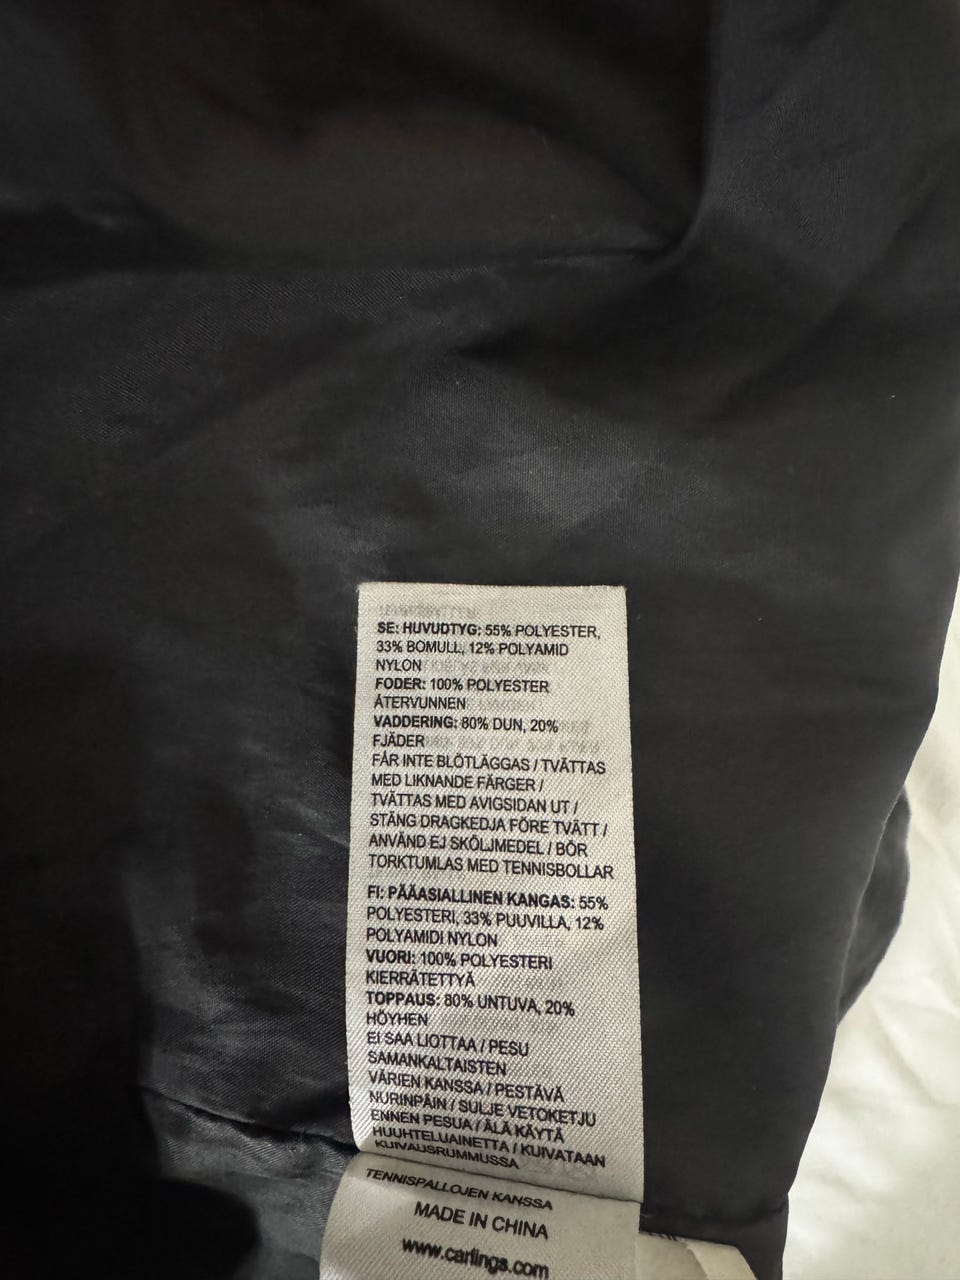 SE: HUVUDTYG: 55% POLYESTER,
33% BOMULL, 12% POLYAMID
NYLON
FODER: 100% POLYESTER
ÅTERVUNNEN
VADDERING: 80% DUN, 20%
FJÄDER
FÅR INTE BLÖTLÄGGAS / TVÄTTAS
MED LIKNANDE FÄRGER /
TVÄTTAS MED AVIGSIDAN UT /
STÄNG DRAGKEDJA FÖRE TVÄTT /
ANVÄND EJ SKÖLJMEDEL / BÖR
TORKTUMLAS MED TENNISBOLLAR
FI: PÄÄASIALLINEN KANGAS: 55%
POLYESTERI, 33% PUUVILLA, 12%
POLYAMIDI NYLON
VUORI: 100% POLYESTERI
KIERRÄTETTYÄ
TOPPAUS: 80% UNTUVA, 20%
HÖYHEN
EI SAA LIOTTAA / PESU
SAMANKALTAISTEN
VÄRIEN KANSSA / PESTÄVÄ
NURINPÄIN / SULJE VETOKETJU
ENNEN PESUA / ÄLÄ KÄYTÄ
HUUHTELUAINETTA / KUIVATAAN
KUIVAUSRUMMUSSA
TENNISPALLOJEN KANSSA
MADE IN CHINA
www.carlings.com